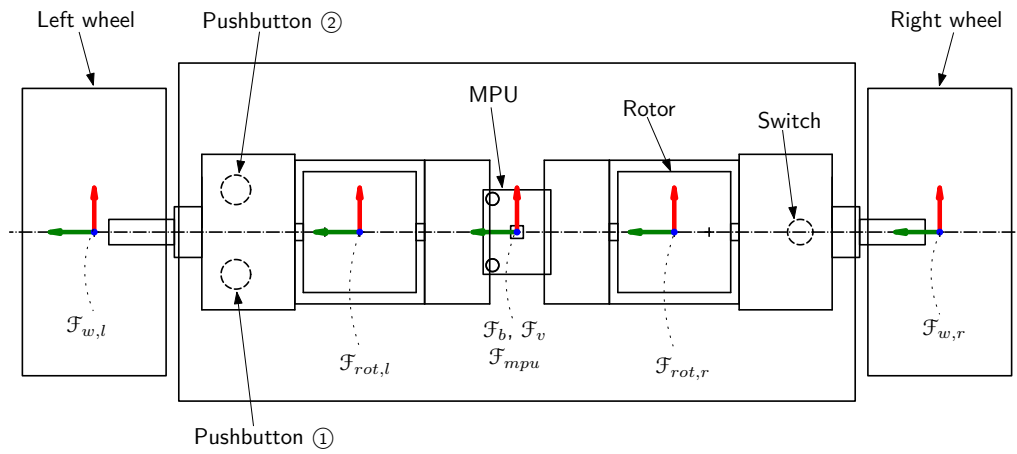 Left wheel
Pushbutton ②
Right wheel
MPU
Rotor
Switch
ℱw,l
ℱb, ℱv
ℱmpu
ℱw,r
ℱrot,l
ℱrot,r
Pushbutton ①